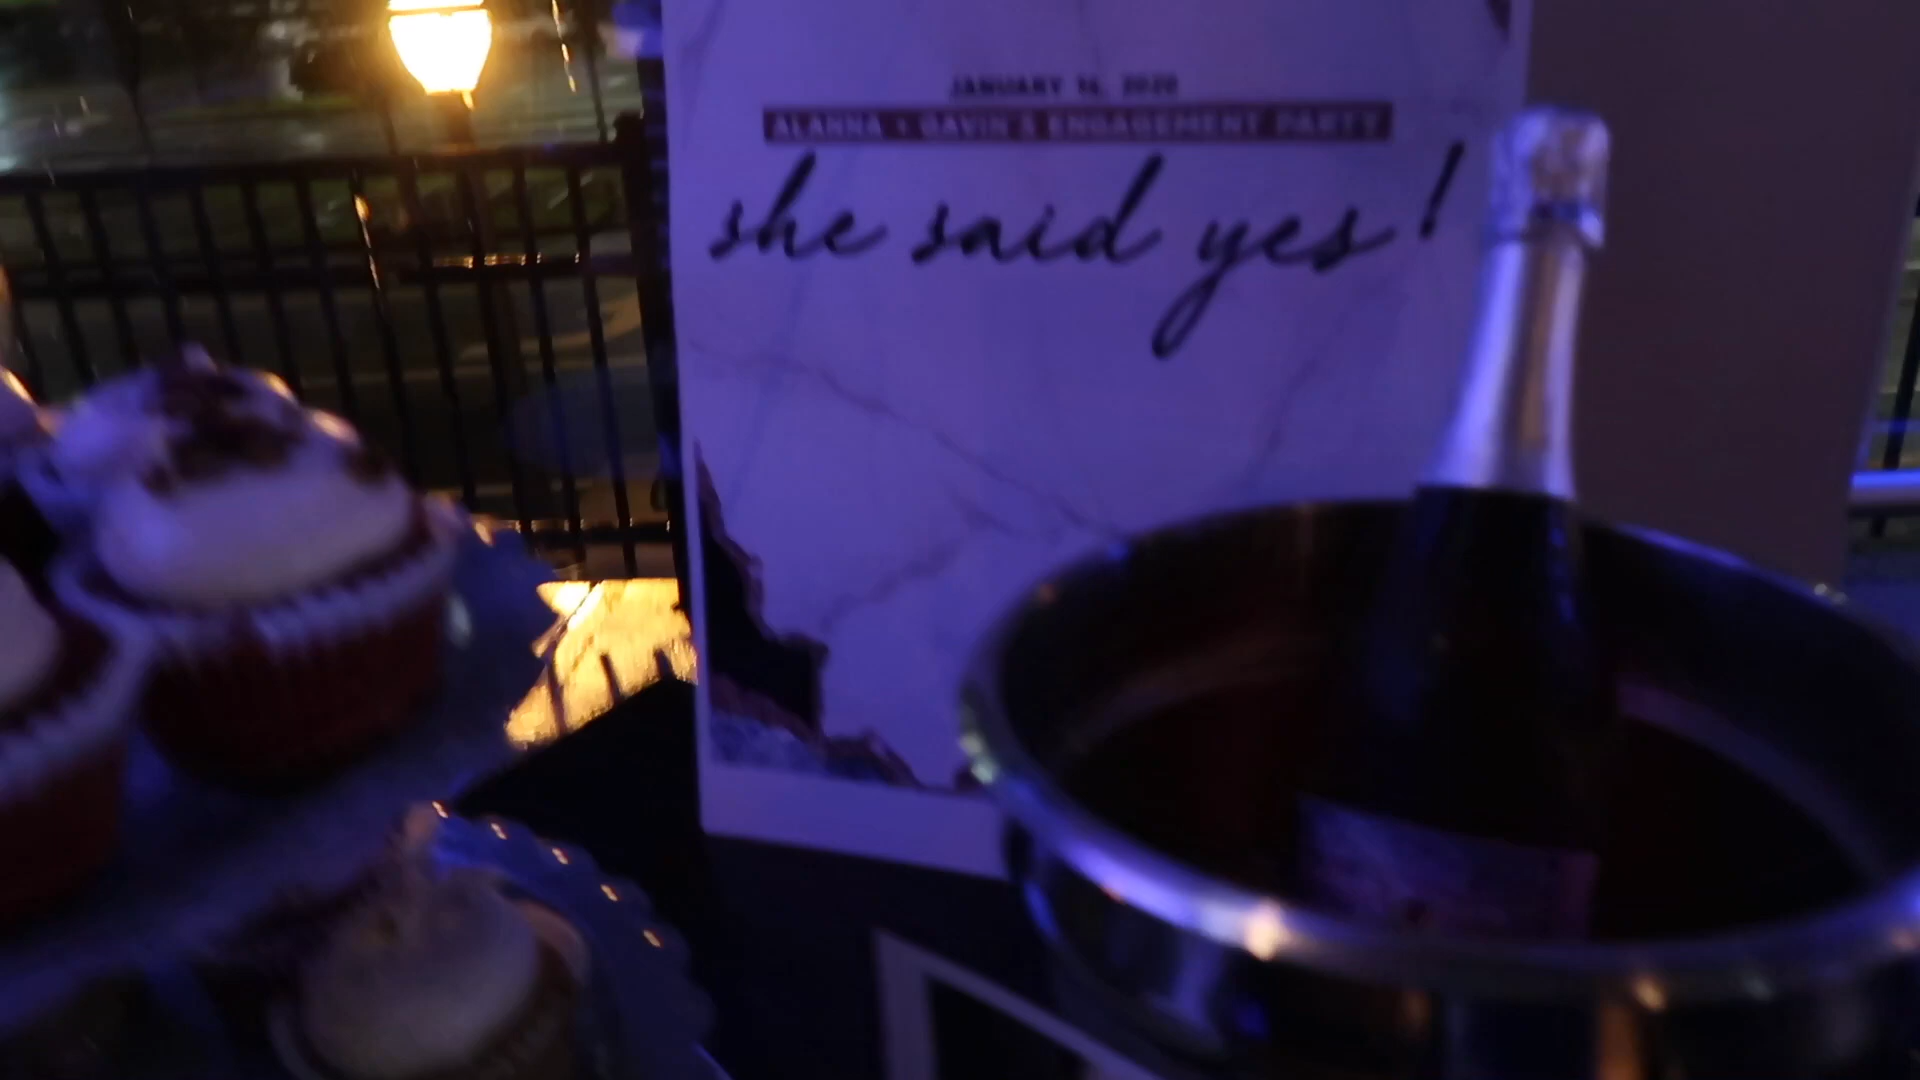 JANUARY 16, 2020
ALANNA + GAVIN'S ENGAGEMENT PARTY
she said yes!